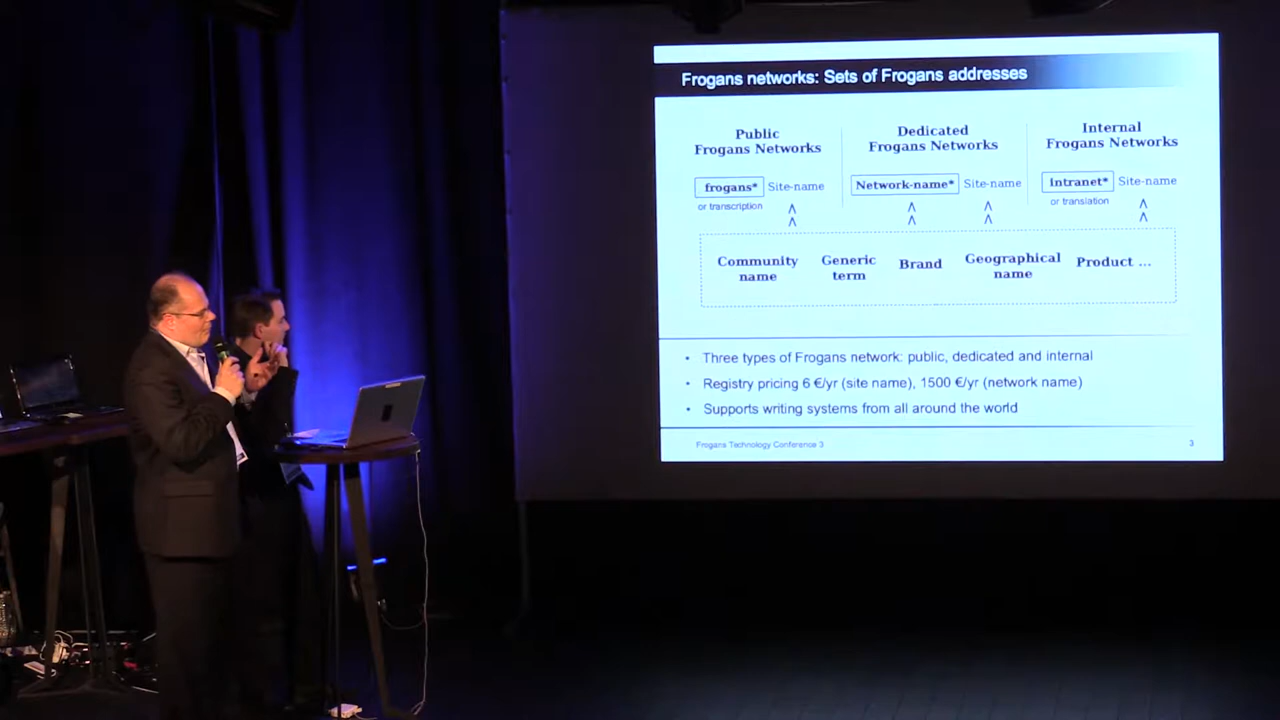 Frogans networks: Sets of Frogans addresses
Public
Frogans Networks
frogans* Site-name
or transcription
Dedicated
Frogans Networks
Network-name* Site-name
Internal
Frogans Networks
intranet* Site-name
or translation
Community
name
Generic
term
Brand
Geographical
name
Product ...
• Three types of Frogans network: public, dedicated and internal
• Registry pricing 6 €/yr (site name), 1500 €/yr (network name)
• Supports writing systems from all around the world
Frogans Technology Conference 3
3